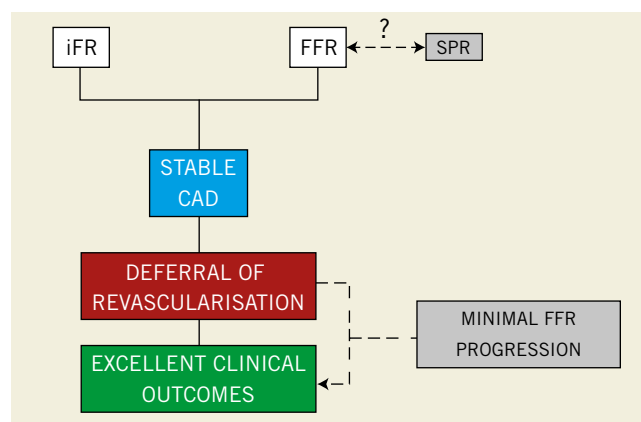 iFR
FFR
?
SPR
STABLE
CAD
DEFERRAL OF
REVASCULARISATION
MINIMAL FFR
PROGRESSION
EXCELLENT CLINICAL
OUTCOMES